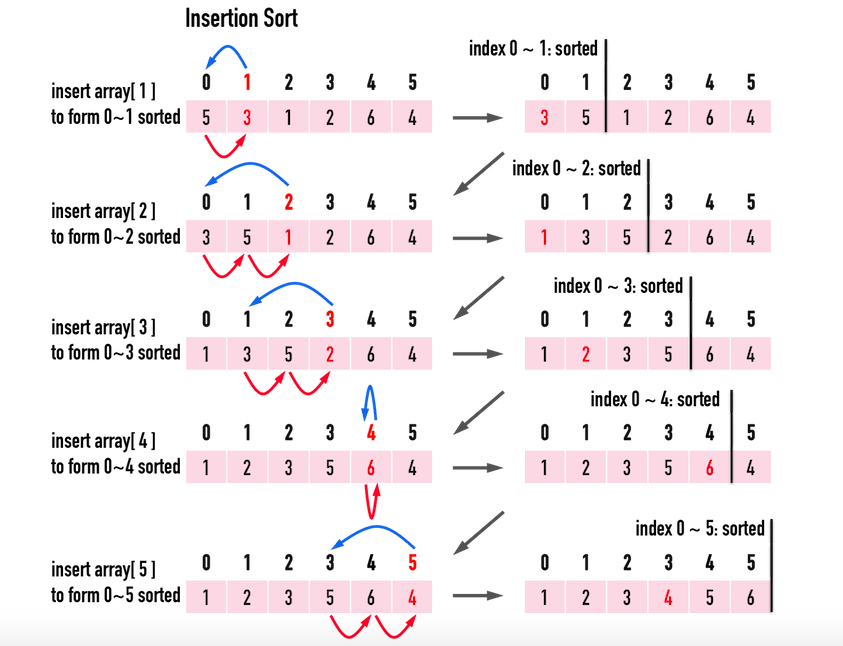 Insertion Sort
index 0 ~ 1: sorted
insert array[ 1 ]
to form 0~1 sorted
0 1 2 3 4 5
5 3 1 2 6 4
0 1 2 3 4 5
3 5 1 2 6 4
index 0 ~ 2: sorted
insert array[ 2 ]
to form 0~2 sorted
0 1 2 3 4 5
3 5 1 2 6 4
0 1 2 3 4 5
1 3 5 2 6 4
index 0 ~ 3: sorted
insert array[ 3 ]
to form 0~3 sorted
0 1 2 3 4 5
1 3 5 2 6 4
0 1 2 3 4 5
1 2 3 5 6 4
index 0 ~ 4: sorted
insert array[ 4 ]
to form 0~4 sorted
0 1 2 3 4 5
1 2 3 5 6 4
0 1 2 3 4 5
1 2 3 5 6 4
index 0 ~ 5: sorted
insert array[ 5 ]
to form 0~5 sorted
0 1 2 3 4 5
1 2 3 5 6 4
0 1 2 3 4 5
1 2 3 4 5 6